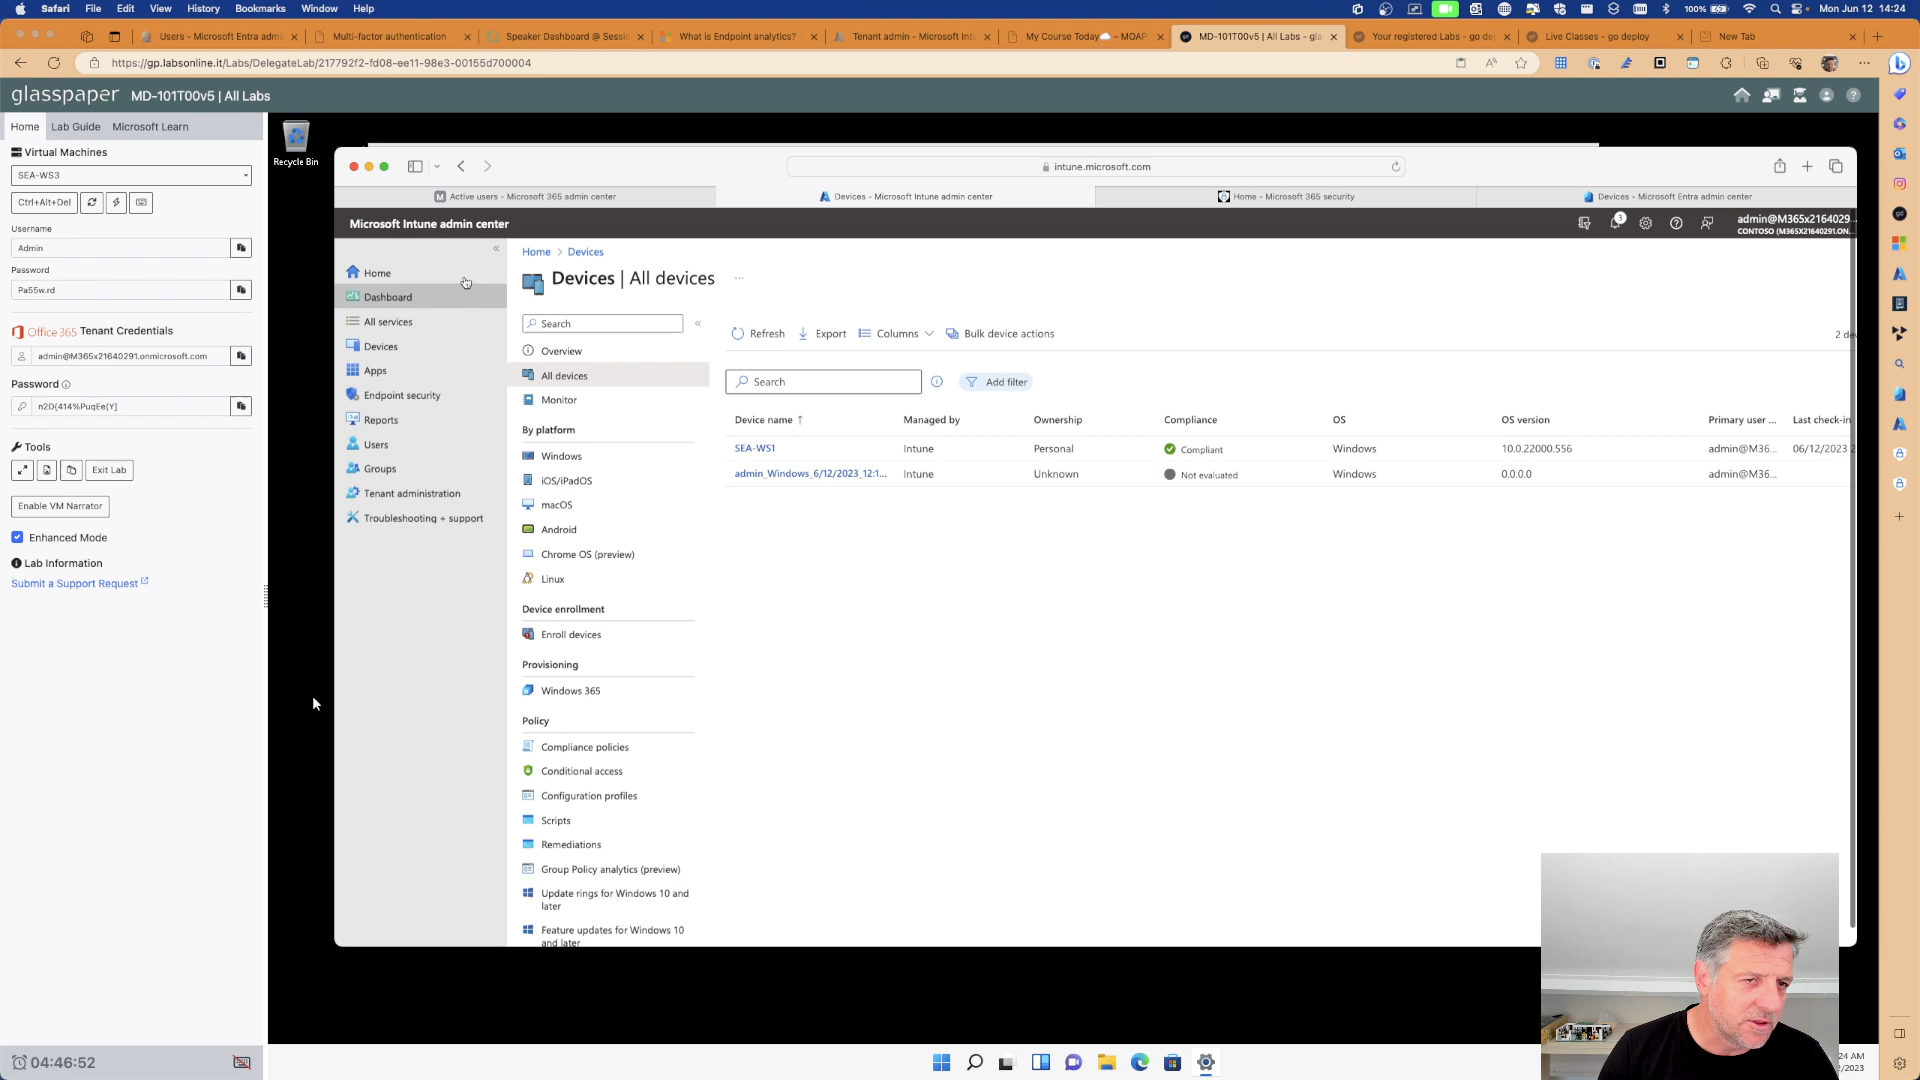 Safari File Edit View History Bookmarks Window Help
100% Mon Jun 12 14:24
Users - Microsoft Entra admi
Multi-factor authentication
Speaker Dashboard @ Sessio
What is Endpoint analytics? -
Tenant admin - Microsoft Int
My Course Today - MOAP
MD-101T00v5 | All Labs - gla
Your registered Labs - go dep
Live Classes - go deploy
New Tab
https://gp.labsonline.it/Labs/DelegateLab/217792f2-fd08-ee11-98e3-00155d700004
glasspaper MD-101T00v5 | All Labs
Home Lab Guide Microsoft Learn
Virtual Machines
SEA-WS3
Ctrl+Alt+Del
Username
Admin
Password
Pa55w.rd
Office 365 Tenant Credentials
admin@M365x21640291.onmicrosoft.com
Password
n2D{414%PuqEe(Y]
Tools
Exit Lab
Enable VM Narrator
Enhanced Mode
Lab Information
Submit a Support Request
04:46:52
Recycle Bin
intune.microsoft.com
Active users - Microsoft 365 admin center
Devices - Microsoft Intune admin center
Home - Microsoft 365 security
Devices - Microsoft Entra admin center
Microsoft Intune admin center
3
admin@M365X2164029...
CONTOSO (M365X21640291.ON...
Home
Dashboard
All services
Devices
Apps
Endpoint security
Reports
Users
Groups
Tenant administration
Troubleshooting + support
Home > Devices
Devices | All devices ...
Search
Overview
All devices
Monitor
By platform
Windows
iOS/iPadOS
macOS
Android
Chrome OS (preview)
Linux
Device enrollment
Enroll devices
Provisioning
Windows 365
Policy
Compliance policies
Conditional access
Configuration profiles
Scripts
Remediations
Group Policy analytics (preview)
Update rings for Windows 10 and
later
Feature updates for Windows 10
and later
Refresh Export Columns Bulk device actions
2 de
Search Add filter
Device name ↑ Managed by Ownership Compliance OS OS version Primary user ... Last check-in
SEA-WS1 Intune Personal Compliant Windows 10.0.22000.556 admin@M36... 06/12/2023 2
admin_Windows_6/12/2023_12:1... Intune Unknown Not evaluated Windows 0.0.0.0 admin@M36...
24 AM
/2023